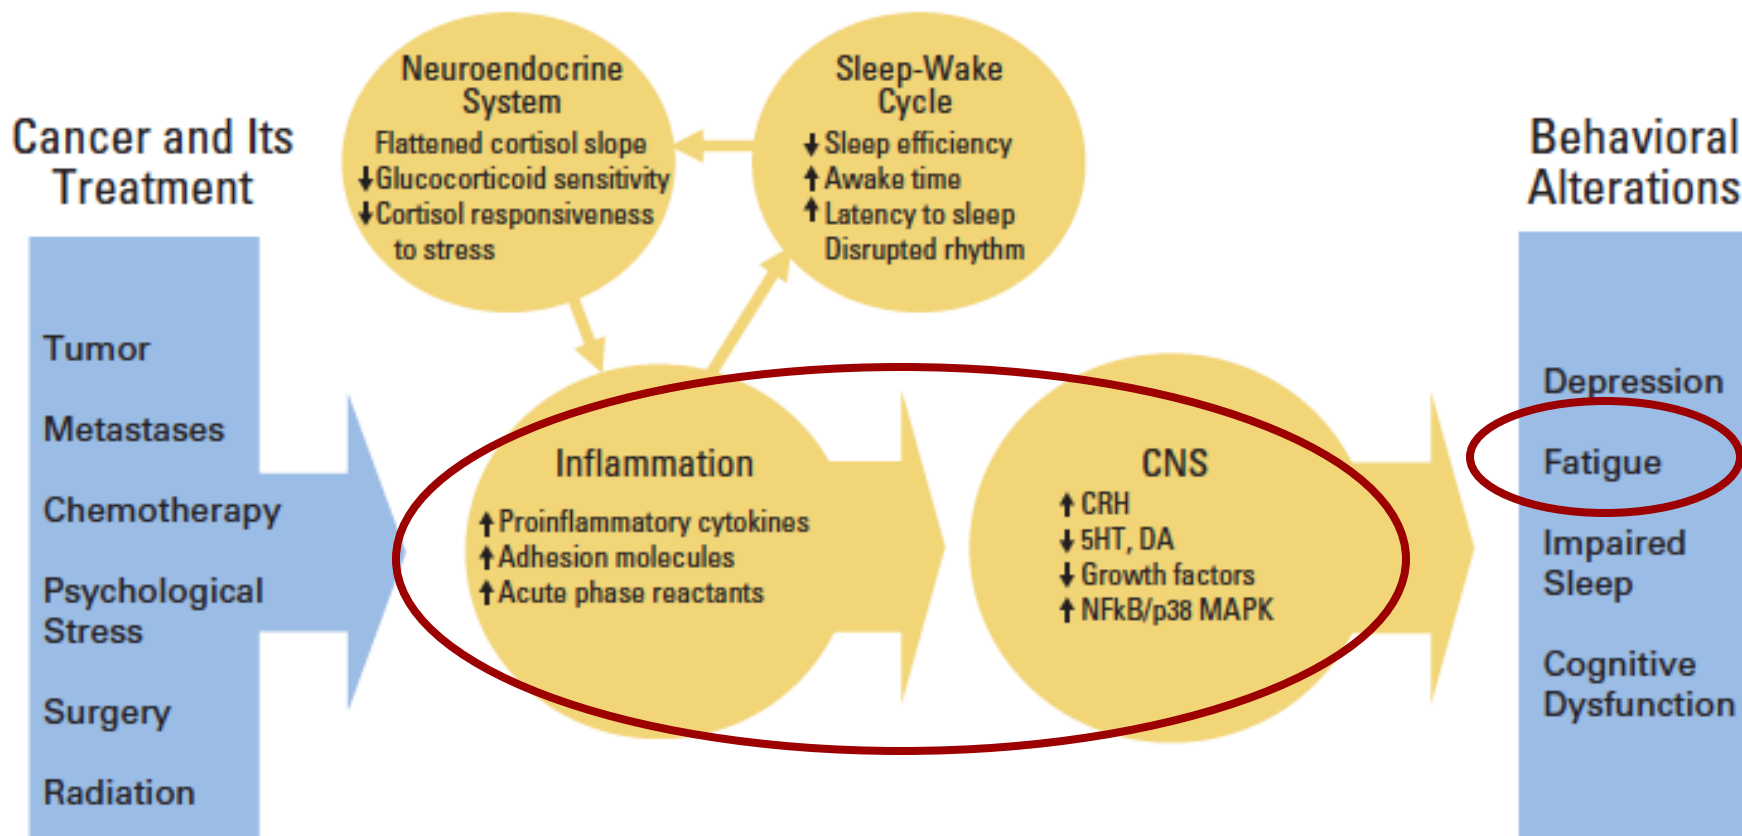 Cancer and Its
Treatment
Tumor
Metastases
Chemotherapy
Psychological
Stress
Surgery
Radiation
Neuroendocrine
System
Flattened cortisol slope
↓Glucocorticoid sensitivity
↓Cortisol responsiveness
to stress
Sleep-Wake
Cycle
↓ Sleep efficiency
↑ Awake time
↑ Latency to sleep
Disrupted rhythm
Inflammation
↑ Proinflammatory cytokines
↑ Adhesion molecules
↑ Acute phase reactants
CNS
↑ CRH
↓ 5HT, DA
↓ Growth factors
↑ NFkB/p38 MAPK
Behavioral
Alterations
Depression
Fatigue
Impaired
Sleep
Cognitive
Dysfunction